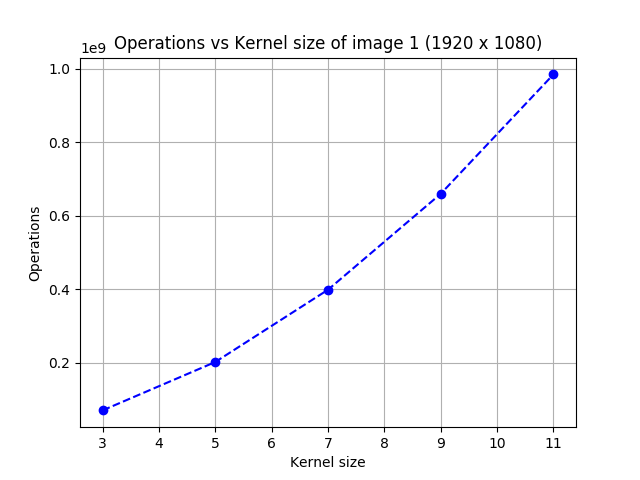 Operations vs Kernel size of image 1 (1920 x 1080)
1e9
1.0
0.8
0.6
0.4
0.2
Operations
3 4 5 6 7 8 9 10 11
Kernel size